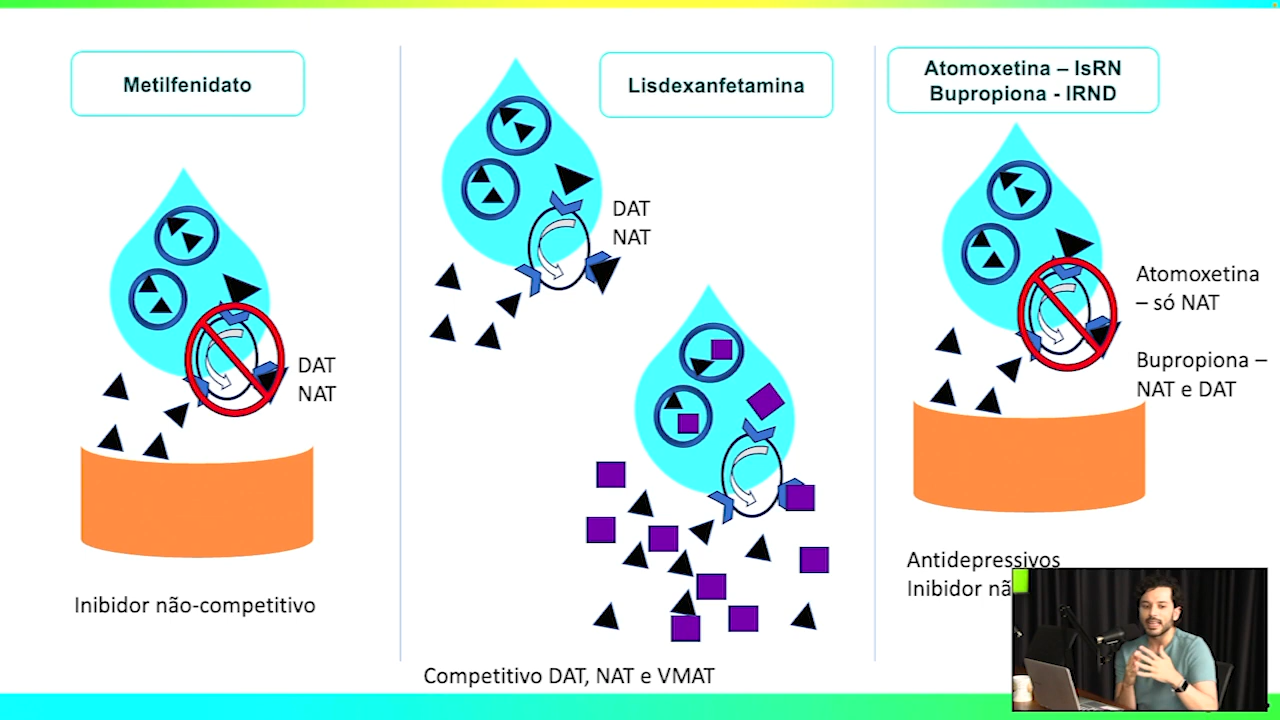 Metilfenidato
DAT
NAT
Inibidor não-competitivo
Lisdexanfetamina
DAT
NAT
Competitivo DAT, NAT e VMAT
Atomoxetina – IsRN
Bupropiona - IRND
Atomoxetina
– só NAT
Bupropiona –
NAT e DAT
Antidepressivos
Inibidor